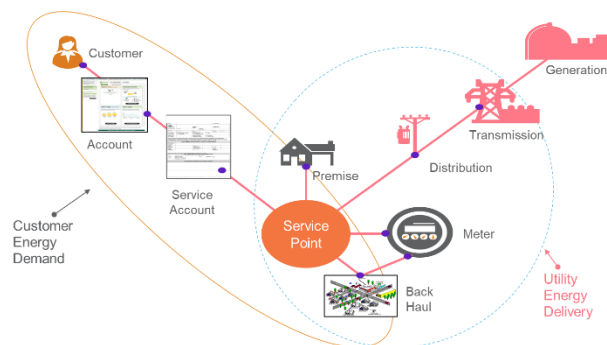 Customer
Generation
Account
Transmission
Premise
Distribution
Service
Account
Customer
Energy
Demand
Service
Point
Meter
Back
Haul
Utility
Energy
Delivery